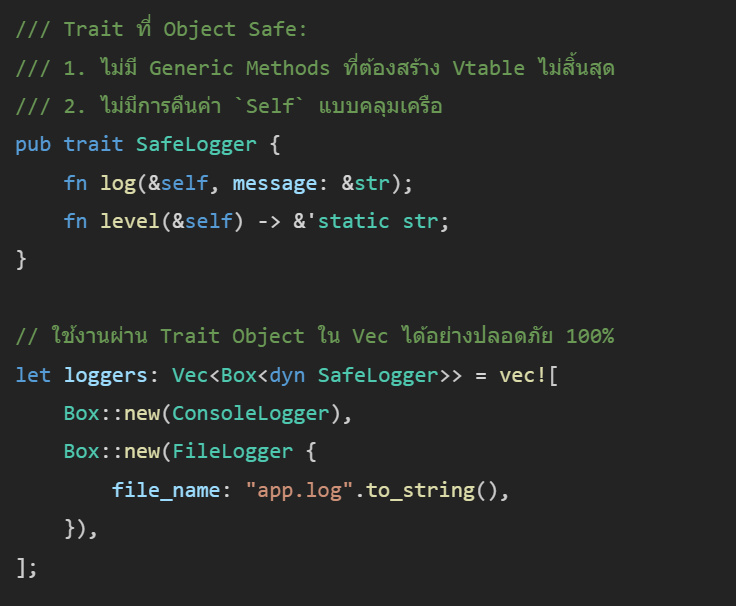 /// Trait ที่ Object Safe:
/// 1. ไม่มี Generic Methods ที่ต้องสร้าง Vtable ไม่สิ้นสุด
/// 2. ไม่มีการคืนค่า `Self` แบบคลุมเครือ
pub trait SafeLogger {
    fn log(&self, message: &str);
    fn level(&self) -> &'static str;
}

// ใช้งานผ่าน Trait Object ใน Vec ได้อย่างปลอดภัย 100%
let loggers: Vec<Box<dyn SafeLogger>> = vec![
    Box::new(ConsoleLogger),
    Box::new(FileLogger {
        file_name: "app.log".to_string(),
    }),
];